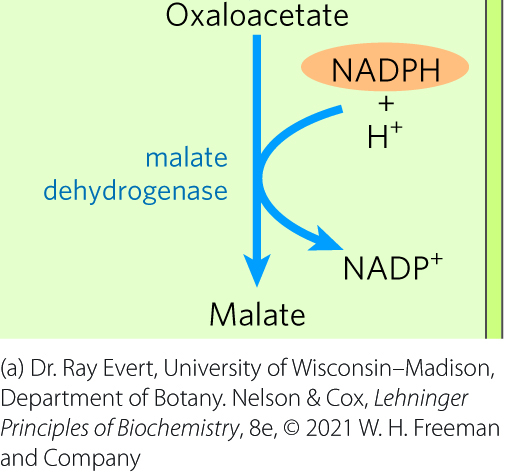 Oxaloacetate
NADPH
+
H⁺
malate
dehydrogenase
NADP⁺
Malate
(a) Dr. Ray Evert, University of Wisconsin–Madison,
Department of Botany. Nelson & Cox, Lehninger
Principles of Biochemistry, 8e, © 2021 W. H. Freeman
and Company